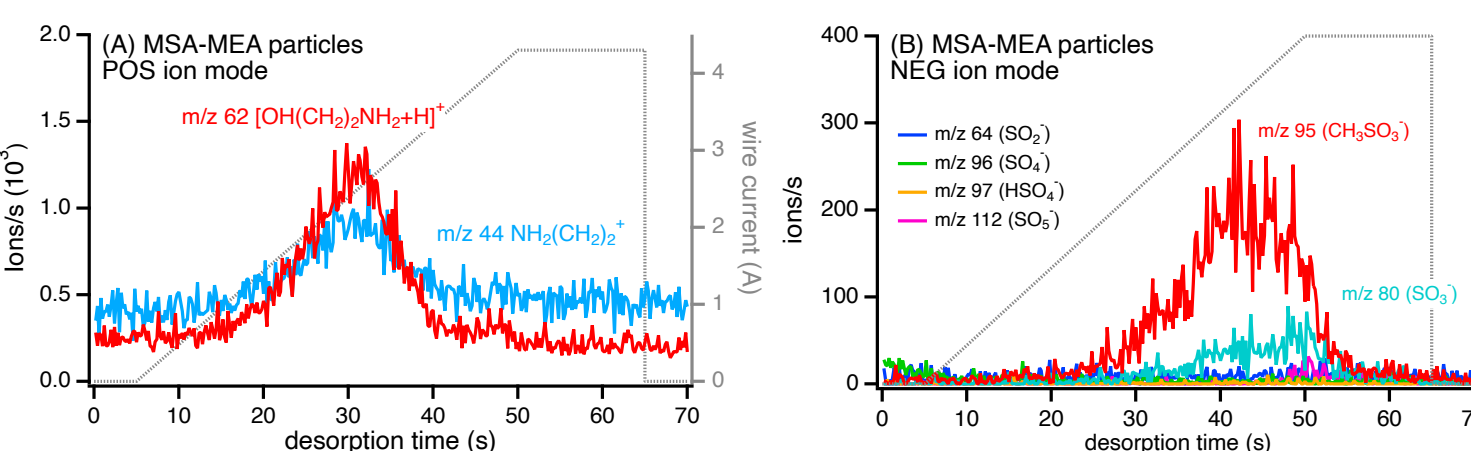 (A) MSA-MEA particles
POS ion mode
2.0
1.5
1.0
0.5
0.0
Ions/s (10³)
m/z 62 [OH(CH₂)₂NH₂+H]⁺
m/z 44 NH₂(CH₂)₂⁺
4
3
2
1
0
wire current (A)
0 10 20 30 40 50 60 70
desorption time (s)
(B) MSA-MEA particles
NEG ion mode
400
300
200
100
0
ions/s
m/z 64 (SO₂⁻)
m/z 96 (SO₄⁻)
m/z 97 (HSO₄⁻)
m/z 112 (SO₅⁻)
m/z 95 (CH₃SO₃⁻)
m/z 80 (SO₃⁻)
0 10 20 30 40 50 60 7
desorption time (s)